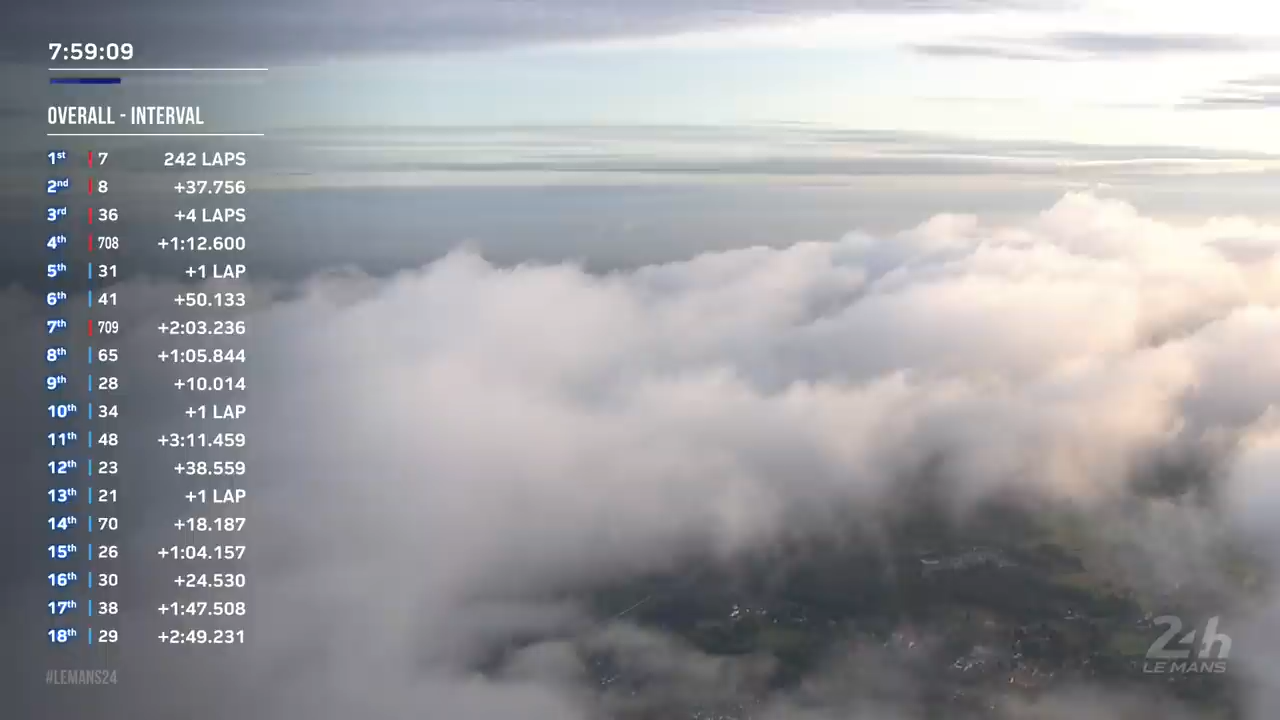 7:59:09
OVERALL - INTERVAL
1st 7 242 LAPS
2nd 8 +37.756
3rd 36 +4 LAPS
4th 708 +1:12.600
5th 31 +1 LAP
6th 41 +50.133
7th 709 +2:03.236
8th 65 +1:05.844
9th 28 +10.014
10th 34 +1 LAP
11th 48 +3:11.459
12th 23 +38.559
13th 21 +1 LAP
14th 70 +18.187
15th 26 +1:04.157
16th 30 +24.530
17th 38 +1:47.508
18th 29 +2:49.231
#LEMANS24
24h
LE MANS